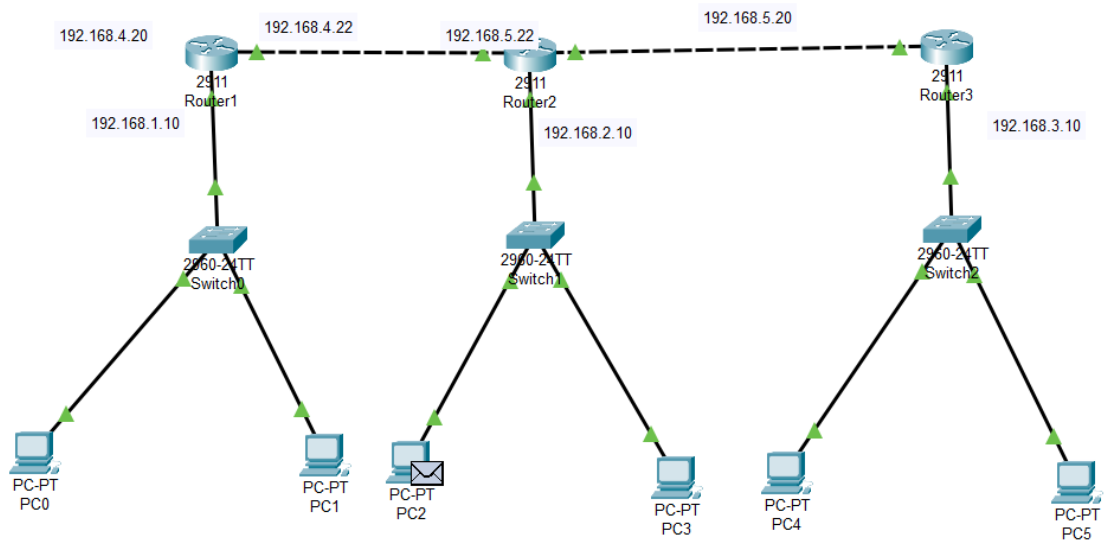 192.168.4.20
192.168.4.22
192.168.5.22
192.168.5.20
2911
Router1
2911
Router2
2911
Router3
192.168.1.10
192.168.2.10
192.168.3.10
2960-24TT
Switch0
2960-24TT
Switch1
2960-24TT
Switch2
PC-PT
PC0
PC-PT
PC1
PC-PT
PC2
PC-PT
PC3
PC-PT
PC4
PC-PT
PC5